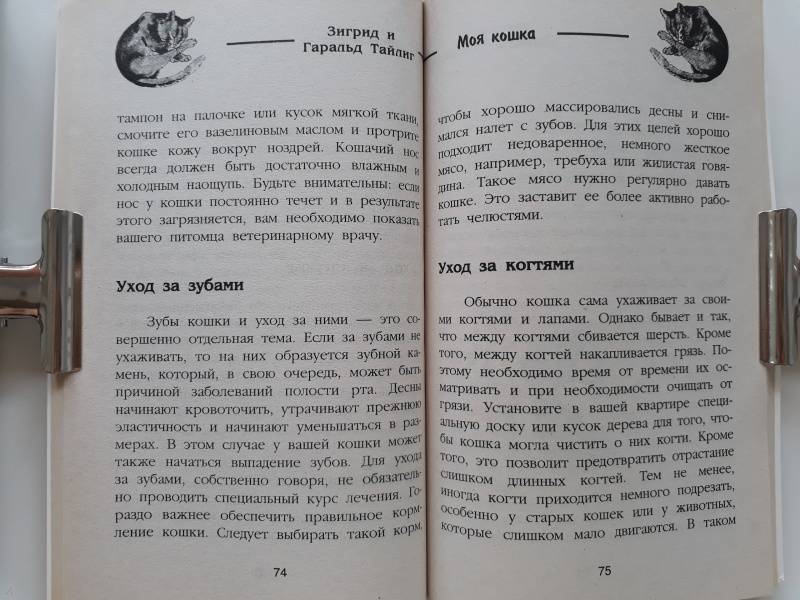 Зигрид и
Гаральд Тайлиг
тампон на палочке или кусок мягкой ткани,
смочите его вазелиновым маслом и протрите
кошке кожу вокруг ноздрей. Кошачий нос
всегда должен быть достаточно влажным и
холодным наощупь. Будьте внимательны: если
нос у кошки постоянно течет и в результате
этого загрязняется, вам необходимо показать
вашего питомца ветеринарному врачу.
Уход за зубами
Зубы кошки и уход за ними — это со-
вершенно отдельная тема. Если за зубами не
ухаживать, то на них образуется зубной ка-
мень, который, в свою очередь, может быть
причиной заболеваний полости рта. Десны
начинают кровоточить, утрачивают прежнюю
эластичность и начинают уменьшаться в раз-
мерах. В этом случае у вашей кошки может
также начаться выпадение зубов. Для ухода
за зубами, собственно говоря, не обязатель-
но проводить специальный курс лечения. Го-
раздо важнее обеспечить правильное корм-
ление кошки. Следует выбирать такой корм,
74
Моя кошка
чтобы хорошо массировались десны и сни-
мался налет с зубов. Для этих целей хорошо
подходит недоваренное, немного жесткое
мясо, например, требуха или жилистая говя-
дина. Такое мясо нужно регулярно давать
кошке. Это заставит ее более активно рабо-
тать челюстями.
Уход за когтями
Обычно кошка сама ухаживает за свои-
ми когтями и лапами. Однако бывает и так,
что между когтями сбивается шерсть. Кроме
того, между когтей накапливается грязь. По-
этому необходимо время от времени их ос-
матривать и при необходимости очищать от
грязи. Установите в вашей квартире специ-
альную доску или кусок дерева для того, что-
бы кошка могла чистить о них когти. Кроме
того, это позволит предотвратить отрастание
слишком длинных когтей. Тем не менее,
иногда когти приходится немного подрезать,
особенно у старых кошек или у животных,
которые слишком мало двигаются. В таком
75